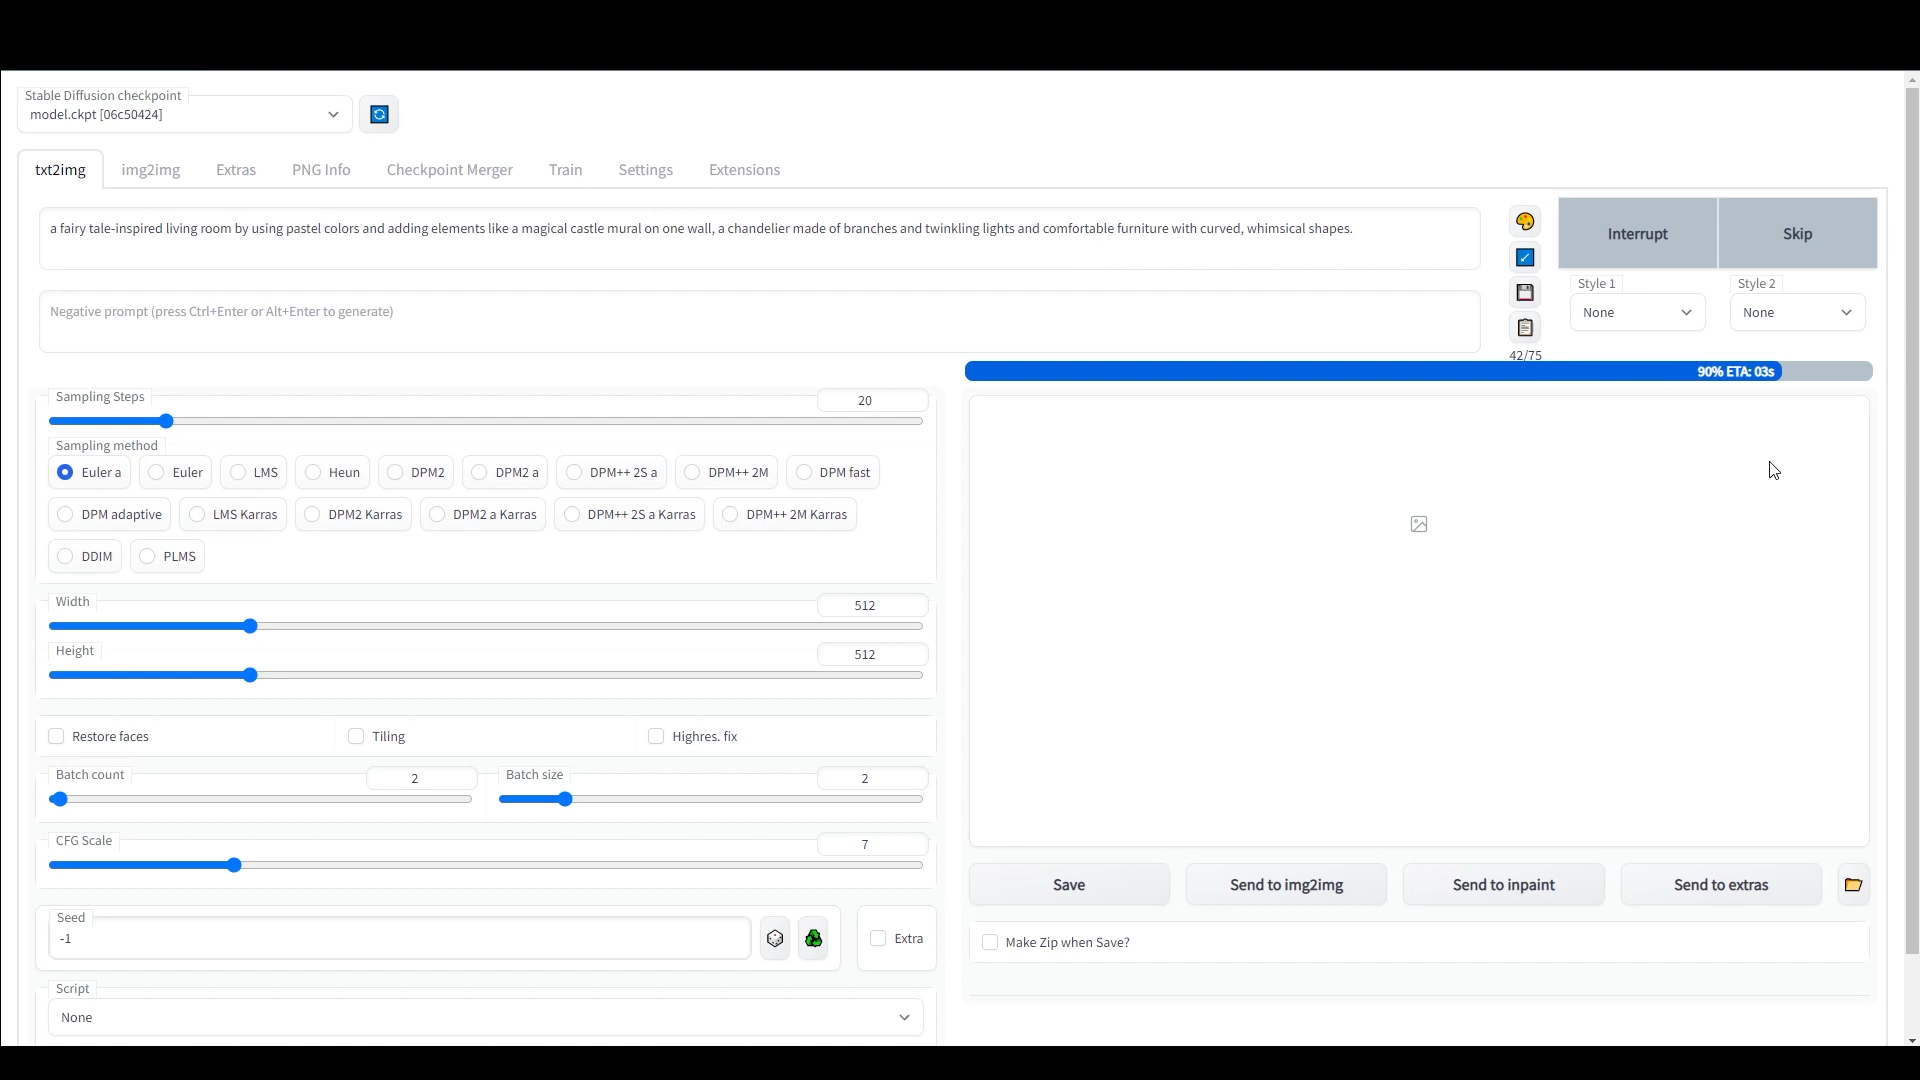 Stable Diffusion checkpoint
model.ckpt [06c50424]
txt2img img2img Extras PNG Info Checkpoint Merger Train Settings Extensions
a fairy tale-inspired living room by using pastel colors and adding elements like a magical castle mural on one wall, a chandelier made of branches and twinkling lights and comfortable furniture with curved, whimsical shapes.
Interrupt Skip
Style 1 Style 2
None None
Negative prompt (press Ctrl+Enter or Alt+Enter to generate)
42/75
90% ETA: 03s
Sampling Steps 20
Sampling method
Euler a Euler LMS Heun DPM2 DPM2 a DPM++ 2S a DPM++ 2M DPM fast
DPM adaptive LMS Karras DPM2 Karras DPM2 a Karras DPM++ 2S a Karras DPM++ 2M Karras
DDIM PLMS
Width 512
Height 512
Restore faces Tiling Highres. fix
Batch count 2 Batch size 2
CFG Scale 7
Seed
-1
Extra
Script
None
Save Send to img2img Send to inpaint Send to extras
Make Zip when Save?